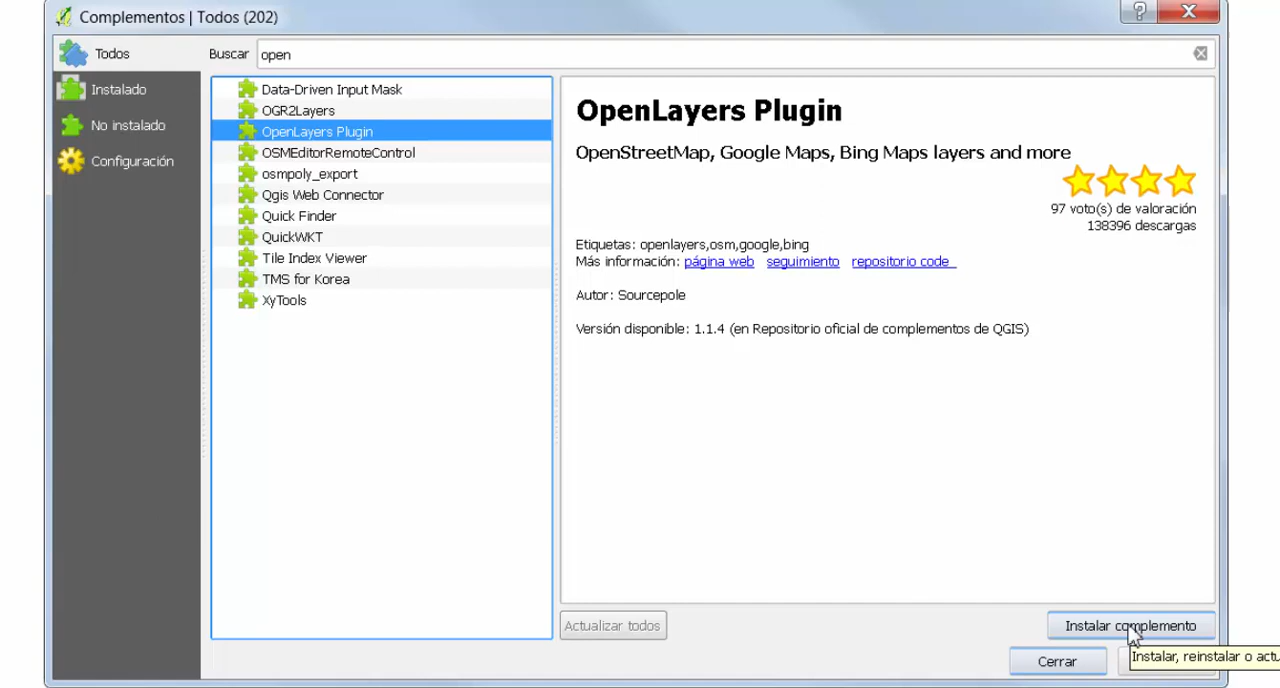 Complementos | Todos (202)
?
Todos
Buscar
open
Instalado
No instalado
Configuración
Data-Driven Input Mask
OGR2Layers
OpenLayers Plugin
OSMEditorRemoteControl
osmpoly_export
Qgis Web Connector
Quick Finder
QuickWKT
Tile Index Viewer
TMS for Korea
XyTools
OpenLayers Plugin
OpenStreetMap, Google Maps, Bing Maps layers and more
97 voto(s) de valoración
138396 descargas
Etiquetas: openlayers,osm,google,bing
Más información: página web seguimiento repositorio code
Autor: Sourcepole
Versión disponible: 1.1.4 (en Repositorio oficial de complementos de QGIS)
Actualizar todos
Instalar complemento
Cerrar
Instalar, reinstalar o actu